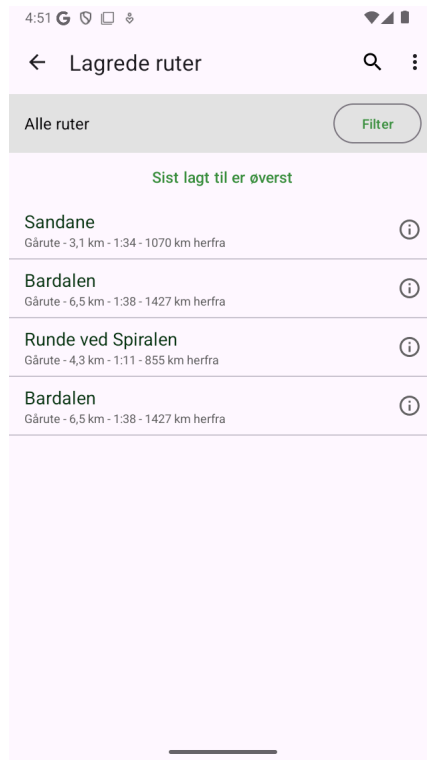 4:51
Lagrede ruter
Alle ruter
Filter
Sist lagt til er øverst
Sandane
Gårute - 3,1 km - 1:34 - 1070 km herfra
Bardalen
Gårute - 6,5 km - 1:38 - 1427 km herfra
Runde ved Spiralen
Gårute - 4,3 km - 1:11 - 855 km herfra
Bardalen
Gårute - 6,5 km - 1:38 - 1427 km herfra